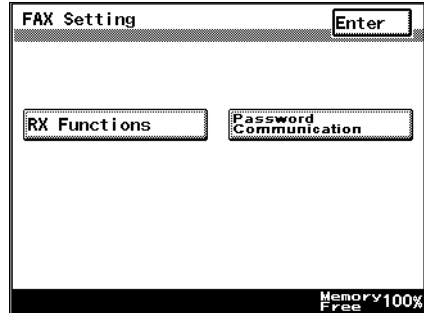 FAX Setting
Enter
RX Functions
Password
Communication
Memory
Free 100%